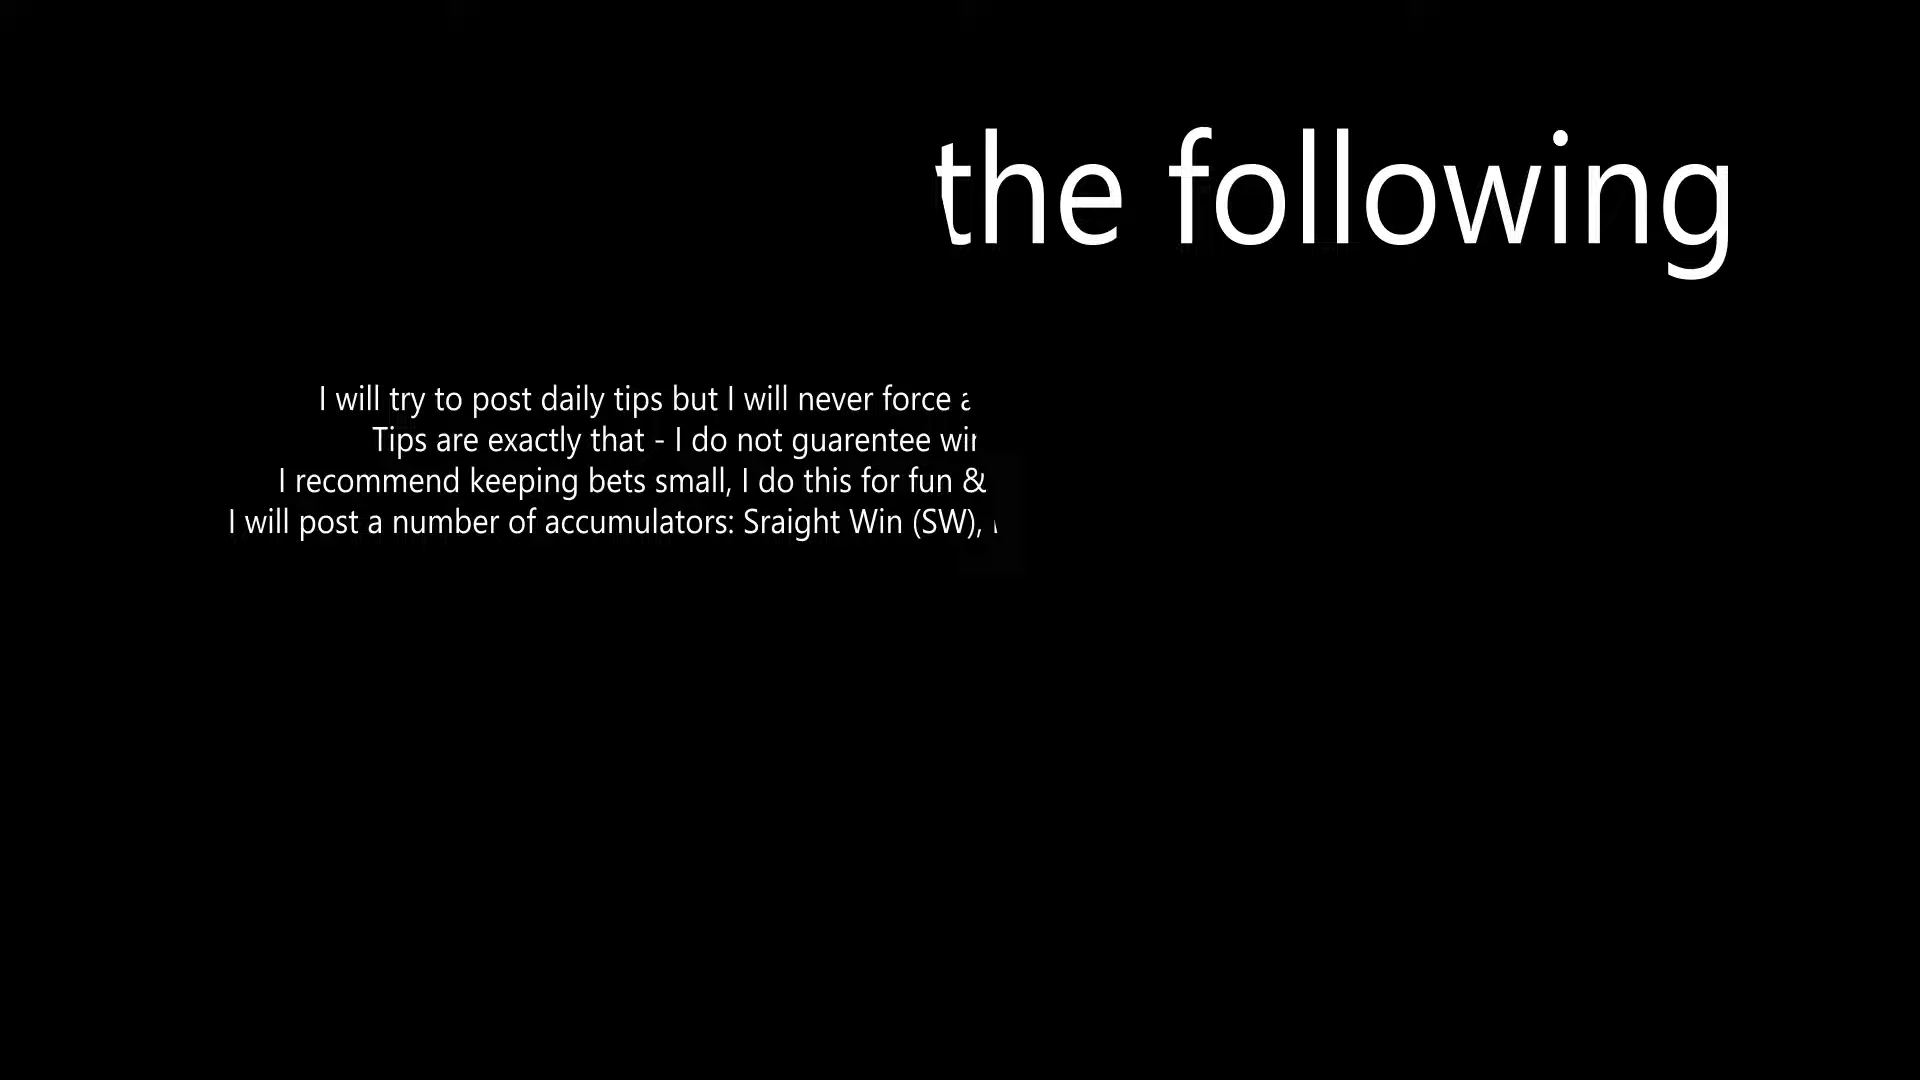 the following
I will try to post daily tips but I will never force
Tips are exactly that - I do not guarentee
I recommend keeping bets small, I do this for fun &
I will post a number of accumulators: Sraight Win (SW),